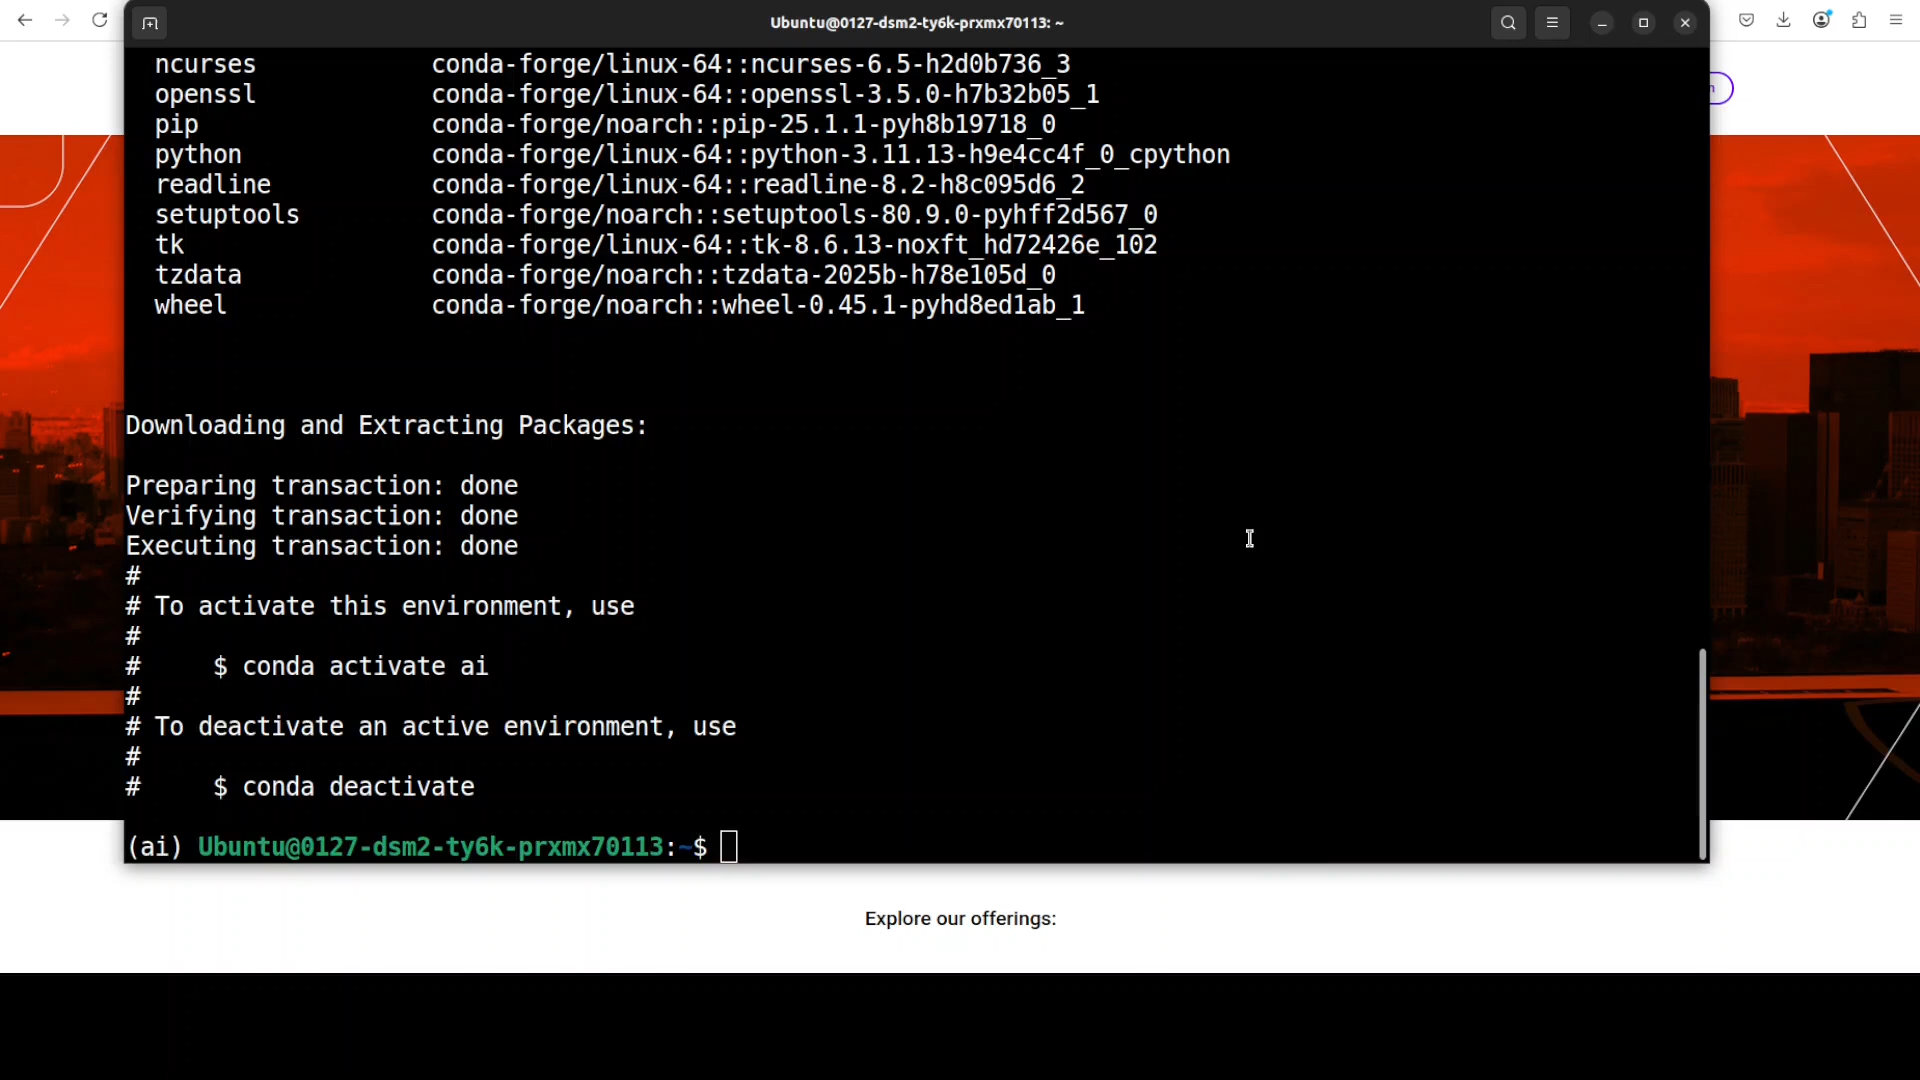 Ubuntu@0127-dsm2-ty6k-prxmx70113: ~
ncurses conda-forge/linux-64::ncurses-6.5-h2d0b736_3
openssl conda-forge/linux-64::openssl-3.5.0-h7b32b05_1
pip conda-forge/noarch::pip-25.1.1-pyh8b19718_0
python conda-forge/linux-64::python-3.11.13-h9e4cc4f_0_cpython
readline conda-forge/linux-64::readline-8.2-h8c095d6_2
setuptools conda-forge/noarch::setuptools-80.9.0-pyhff2d567_0
tk conda-forge/linux-64::tk-8.6.13-noxft_hd72426e_102
tzdata conda-forge/noarch::tzdata-2025b-h78e105d_0
wheel conda-forge/noarch::wheel-0.45.1-pyhd8ed1ab_1
Downloading and Extracting Packages:
Preparing transaction: done
Verifying transaction: done
Executing transaction: done
#
# To activate this environment, use
#
# $ conda activate ai
#
# To deactivate an active environment, use
#
# $ conda deactivate
(ai) Ubuntu@0127-dsm2-ty6k-prxmx70113:~$
Explore our offerings: